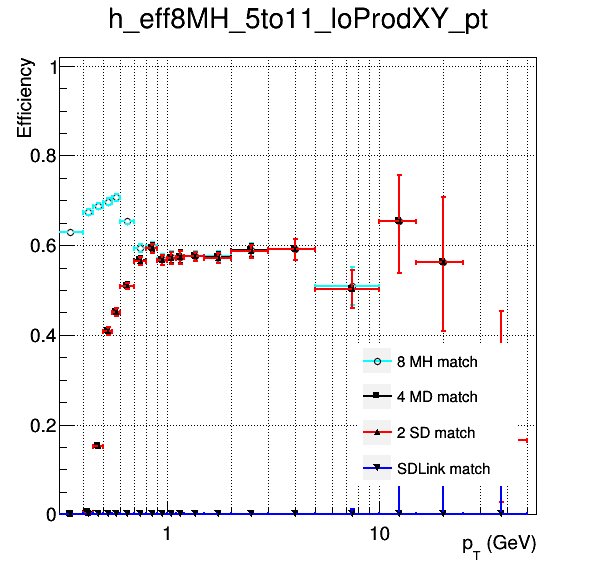 h_eff8MH_5to11_loProdXY_pt
Efficiency
1
0.8
0.6
0.4
0.2
0
8 MH match
4 MD match
2 SD match
SDLink match
1
10
p_T (GeV)